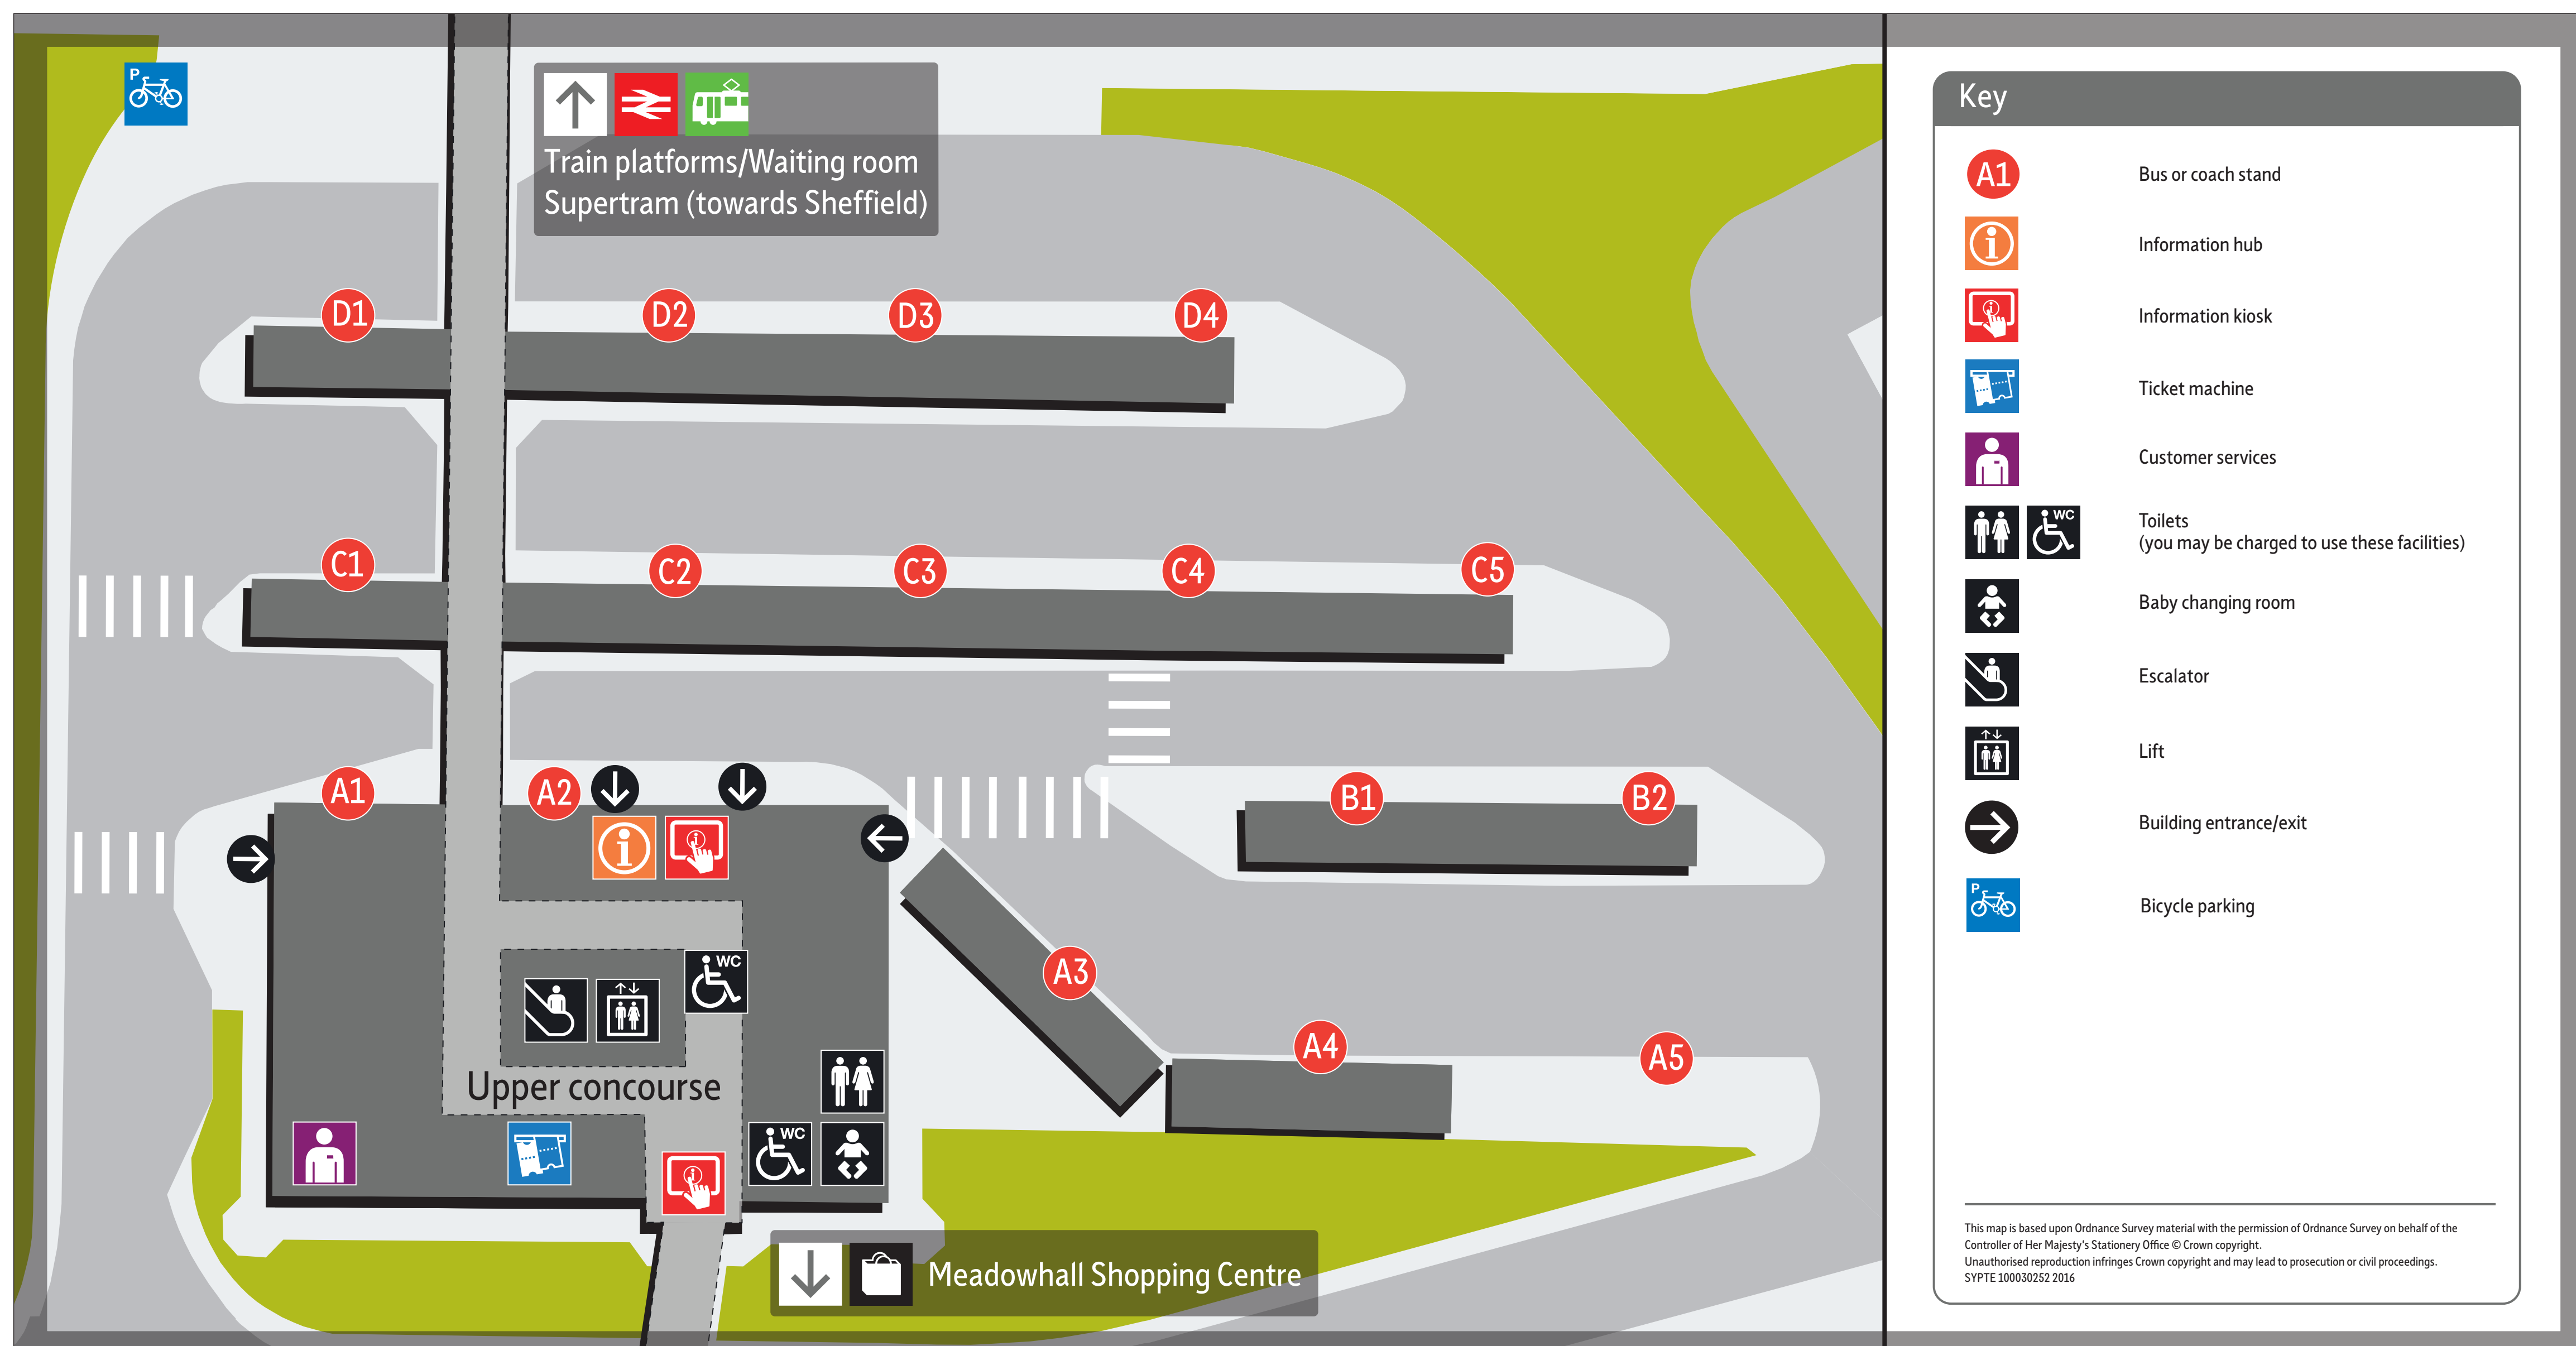 P
Train platforms/Waiting room
Supertram (towards Sheffield)
D1
D2
D3
D4
C1
C2
C3
C4
C5
A1
A2
B1
B2
i
i
A3
WC
A4
A5
Upper concourse
WC
i
Meadowhall Shopping Centre
Key
A1
Bus or coach stand
i
Information hub
i
Information kiosk
Ticket machine
Customer services
WC
Toilets
(you may be charged to use these facilities)
Baby changing room
Escalator
Lift
Building entrance/exit
P
Bicycle parking
This map is based upon Ordnance Survey material with the permission of Ordnance Survey on behalf of the
Controller of Her Majesty's Stationery Office © Crown copyright.
Unauthorised reproduction infringes Crown copyright and may lead to prosecution or civil proceedings.
SYPTE 100030252 2016